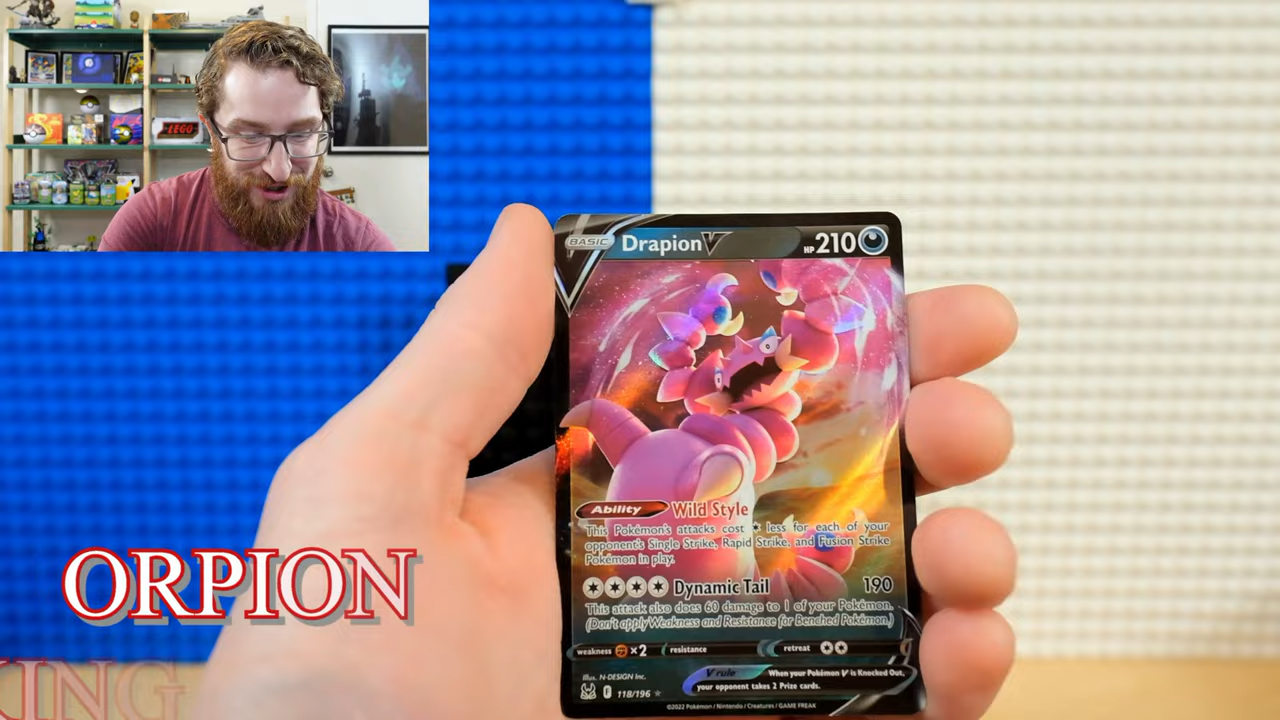 LEGO
BASIC Drapion V HP 210
Ability Wild Style
This Pokémon's attacks cost less for each of your
opponent's Single Strike, Rapid Strike, and Fusion Strike
Pokémon in play.
Dynamic Tail 190
This attack also does 60 damage to 1 of your Pokémon.
(Don't apply Weakness and Resistance for Benched Pokémon.)
weakness ×2 resistance retreat
V rule When your Pokémon V is Knocked Out,
your opponent takes 2 Prize cards.
Illus. N-DESIGN Inc.
118/196
©2022 Pokémon / Nintendo / Creatures / GAME FREAK
ORPION
KING